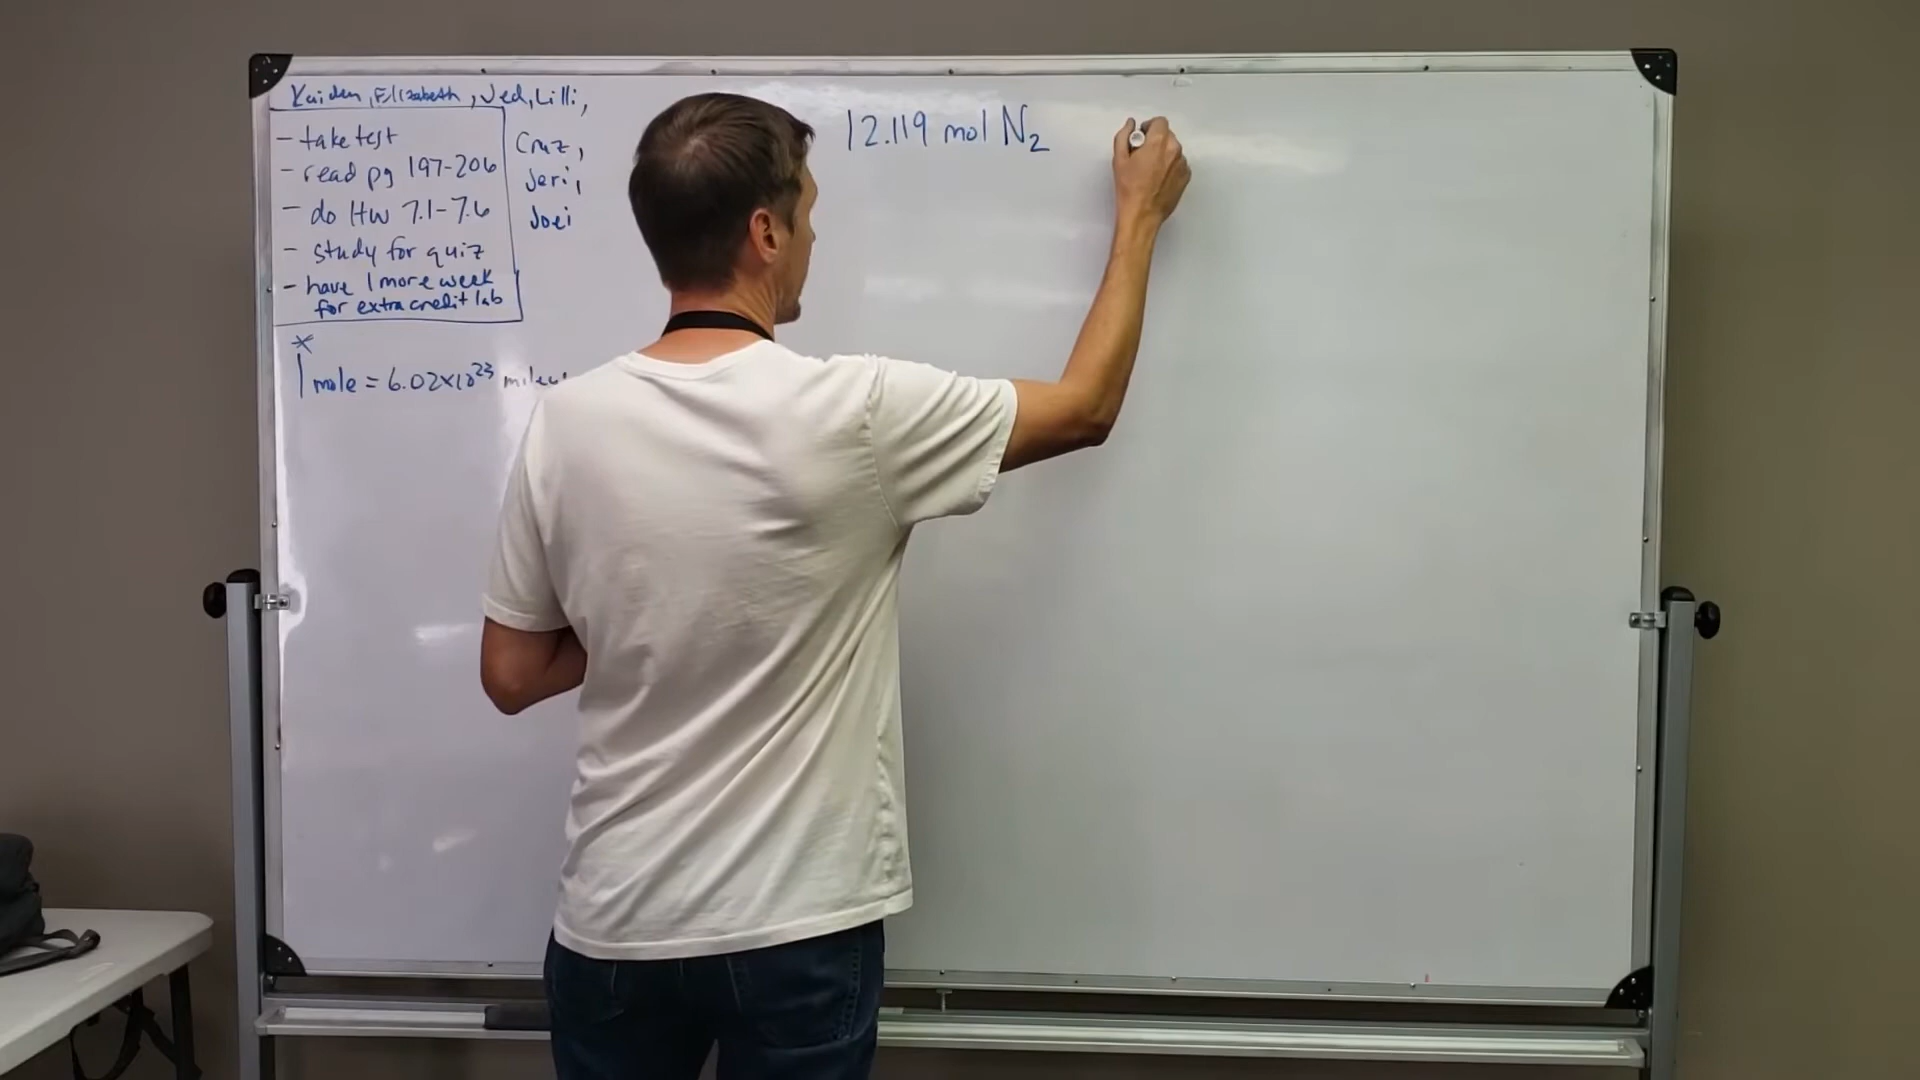 Kaiden, Elizabeth, Jed, Lilli,
Cruz,
Jeri,
Joei
- take test
- read pg 197-206
- do HW 7.1-7.6
- study for quiz
- have 1 more week
for extra credit lab
*
1 mole = 6.02x10²³
12.119 mol N₂